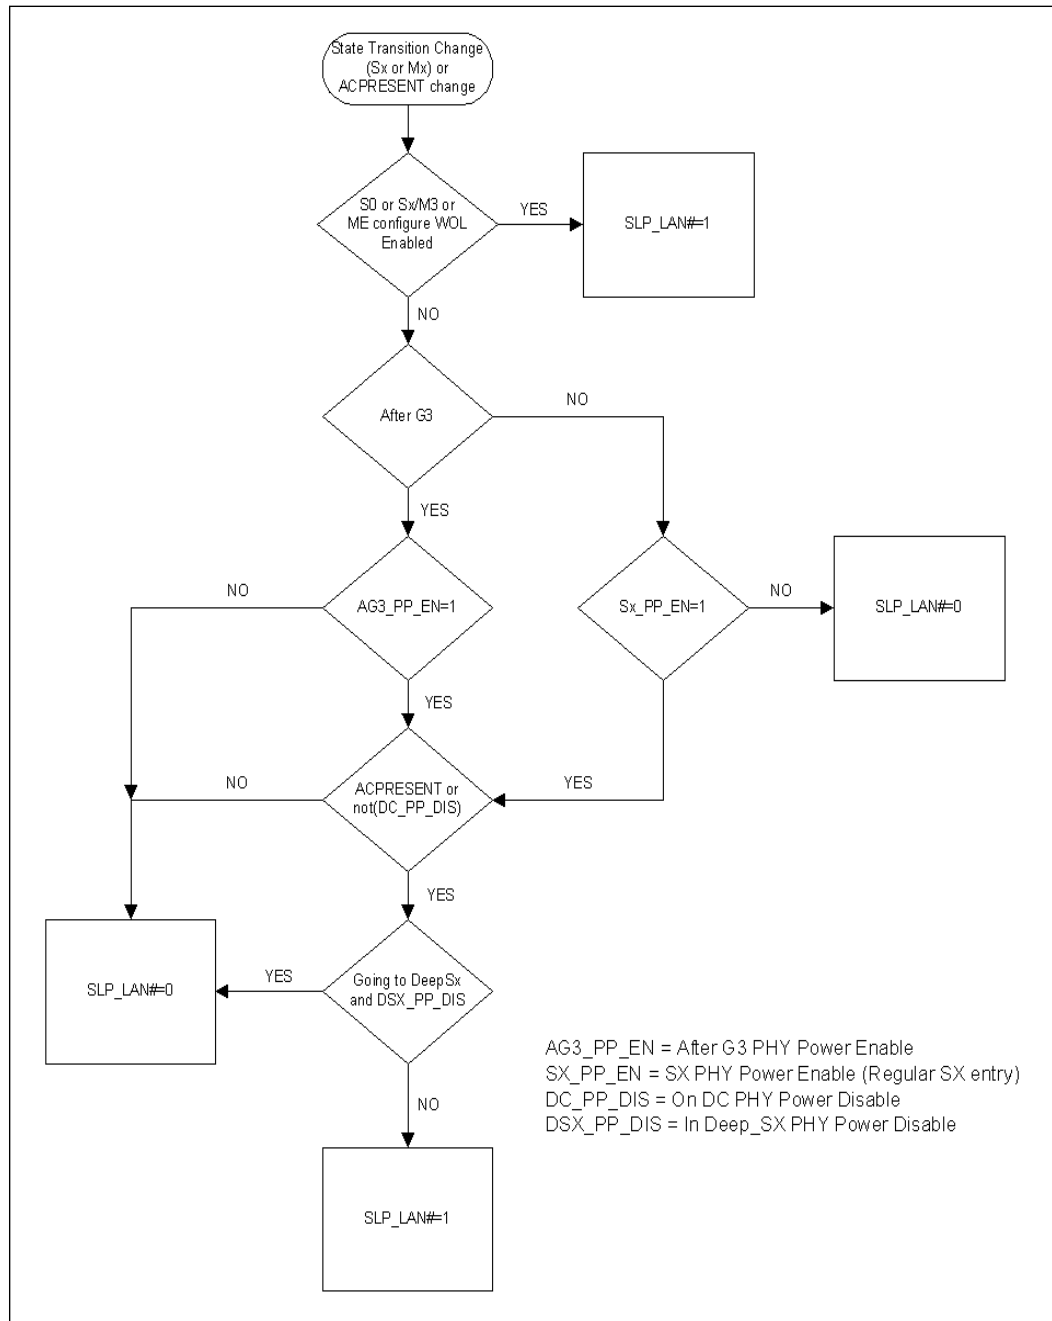 State Transition Change
(Sx or Mx) or
ACPRESENT change
S0 or Sx/M3 or
ME configure WOL
Enabled
YES
SLP_LAN#=1
NO
After G3
NO
YES
AG3_PP_EN=1
NO
Sx_PP_EN=1
NO
SLP_LAN#=0
YES
ACPRESENT or
not(DC_PP_DIS)
NO
YES
YES
Going to DeepSx
and DSX_PP_DIS
YES
SLP_LAN#=0
NO
SLP_LAN#=1
AG3_PP_EN = After G3 PHY Power Enable
SX_PP_EN = SX PHY Power Enable (Regular SX entry)
DC_PP_DIS = On DC PHY Power Disable
DSX_PP_DIS = In Deep_SX PHY Power Disable